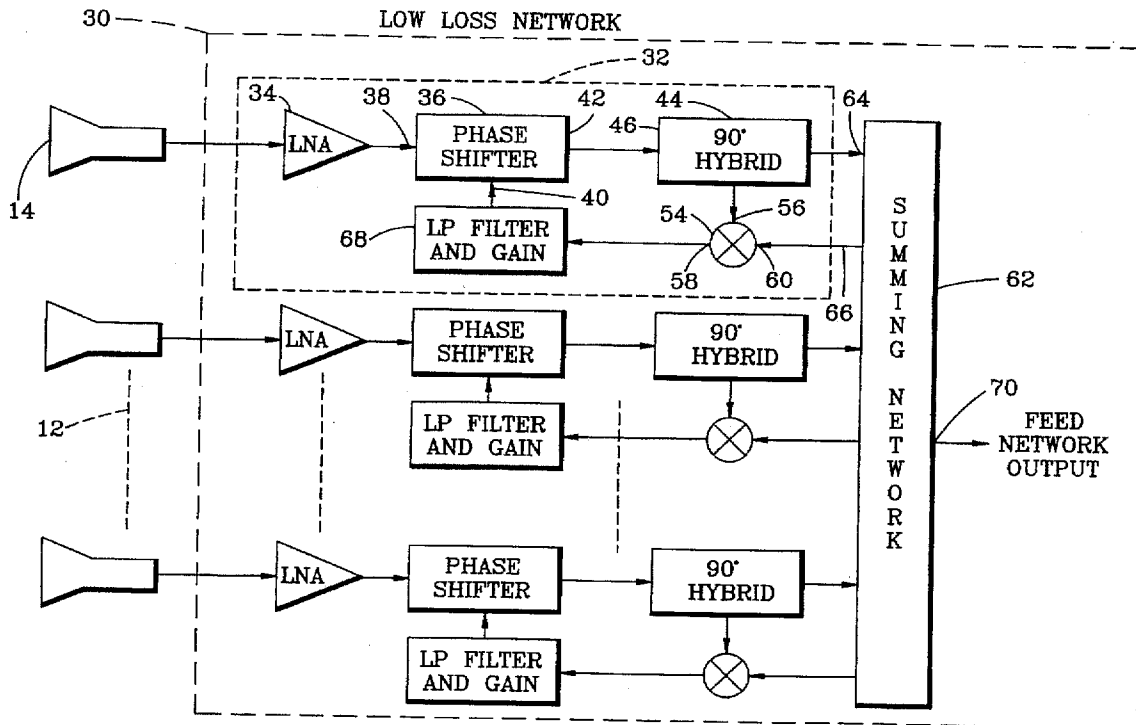 30
LOW LOSS NETWORK
32
34
38
36
42
44
46
64
LNA
PHASE
SHIFTER
90°
HYBRID
14
40
68
LP FILTER
AND GAIN
54
56
58
60
66
62
SUMMING NETWORK
LNA
PHASE
SHIFTER
90°
HYBRID
12
LP FILTER
AND GAIN
70
FEED
NETWORK
OUTPUT
LNA
PHASE
SHIFTER
90°
HYBRID
LP FILTER
AND GAIN